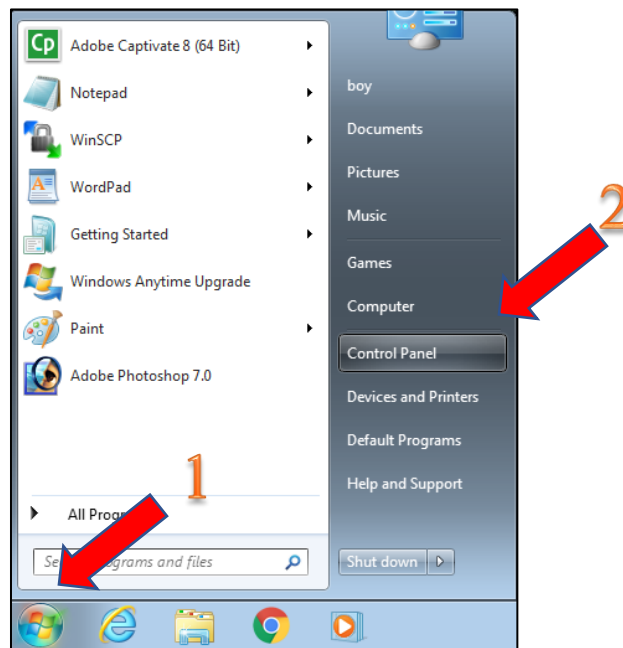 Cp Adobe Captivate 8 (64 Bit)
Notepad
WinSCP
WordPad
Getting Started
Windows Anytime Upgrade
Paint
Adobe Photoshop 7.0
1
All
and files
boy
Documents
Pictures
Music
2
Games
Computer
Control Panel
Devices and Printers
Default Programs
Help and Support
Shut down